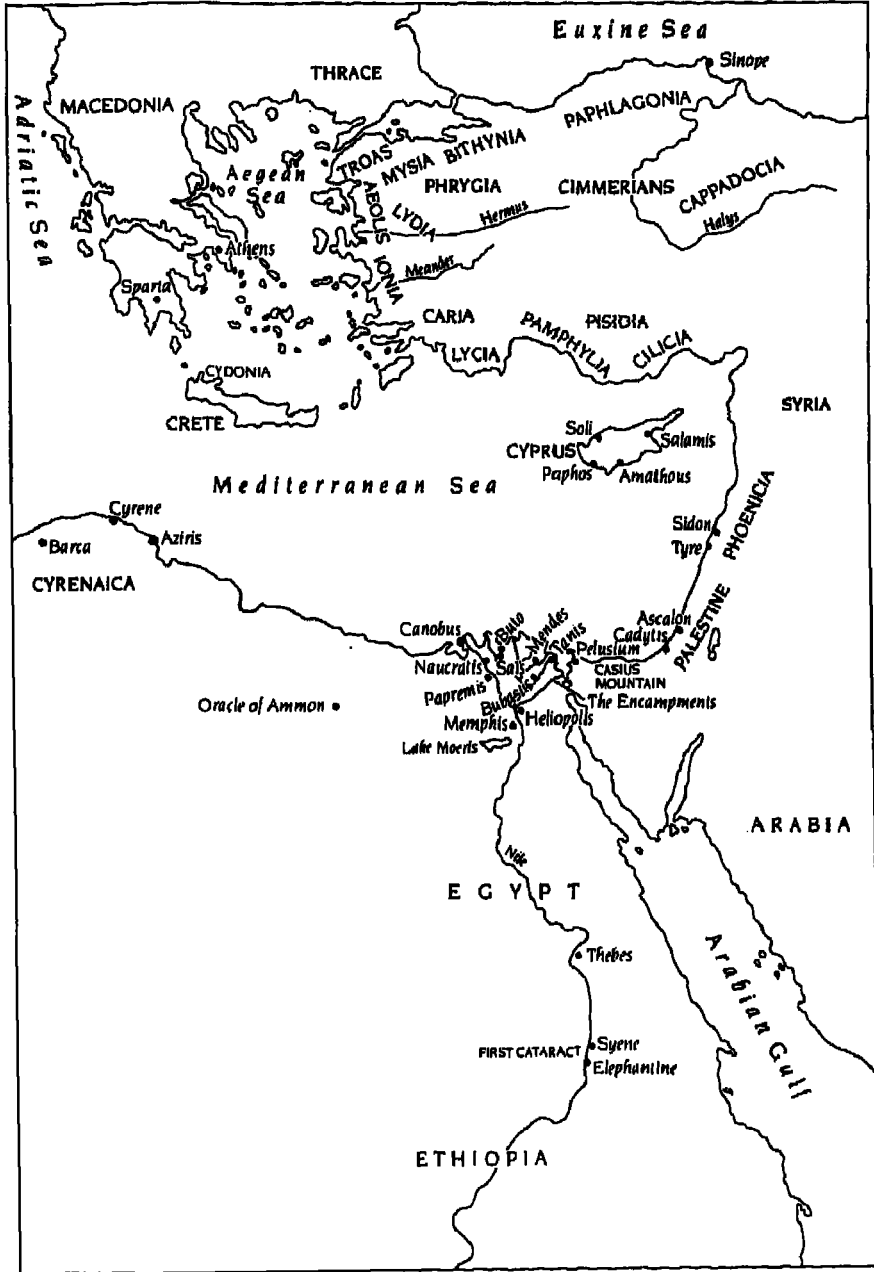 Euxine Sea
Sinope
THRACE
MACEDONIA
PAPHLAGONIA
Adriatic Sea
Aegean Sea
TROAS
MYSIA
BITHYNIA
PHRYGIA
CIMMERIANS
CAPPADOCIA
AEOLIS
LYDIA
Hermus
Halys
Athens
IONIA
Meander
Sparta
CARIA
PISIDIA
PAMPHYLIA
CILICIA
LYCIA
CYDONIA
CRETE
SYRIA
Soli
Salamis
CYPRUS
Paphos
Amathous
Mediterranean Sea
Cyrene
Sidon
PHOENICIA
Barca
Aziris
Tyre
CYRENAICA
PALESTINE
Ascalon
Cadytis
Canobus
Buto
Mendes
Tanis
Pelusium
Naucratis
Sais
CASIUS
MOUNTAIN
Papremis
Bubastis
The Encampments
Oracle of Ammon
Heliopolis
Memphis
Lake Moeris
ARABIA
Nile
EGYPT
Thebes
Arabian Gulf
Syene
FIRST CATARACT
Elephantine
ETHIOPIA